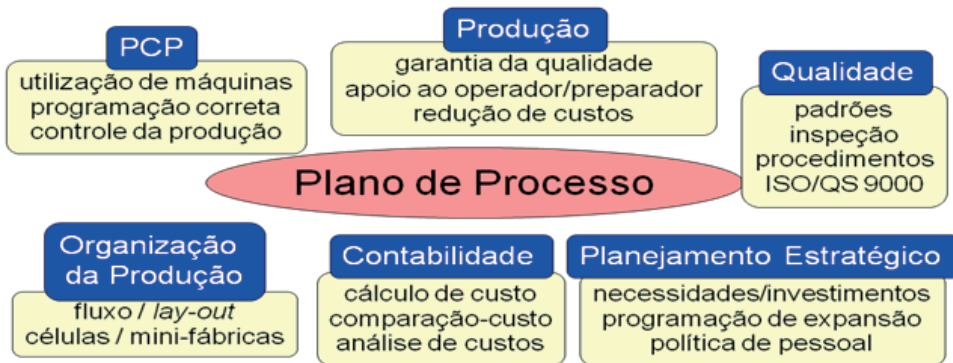 PCP
utilização de máquinas
programação correta
controle da produção
Produção
garantia da qualidade
apoio ao operador/preparador
redução de custos
Qualidade
padrões
inspeção
procedimentos
ISO/QS 9000
Plano de Processo
Organização
da Produção
fluxo / lay-out
células / mini-fábricas
Contabilidade
cálculo de custo
comparação-custo
análise de custos
Planejamento Estratégico
necessidades/investimentos
programação de expansão
política de pessoal